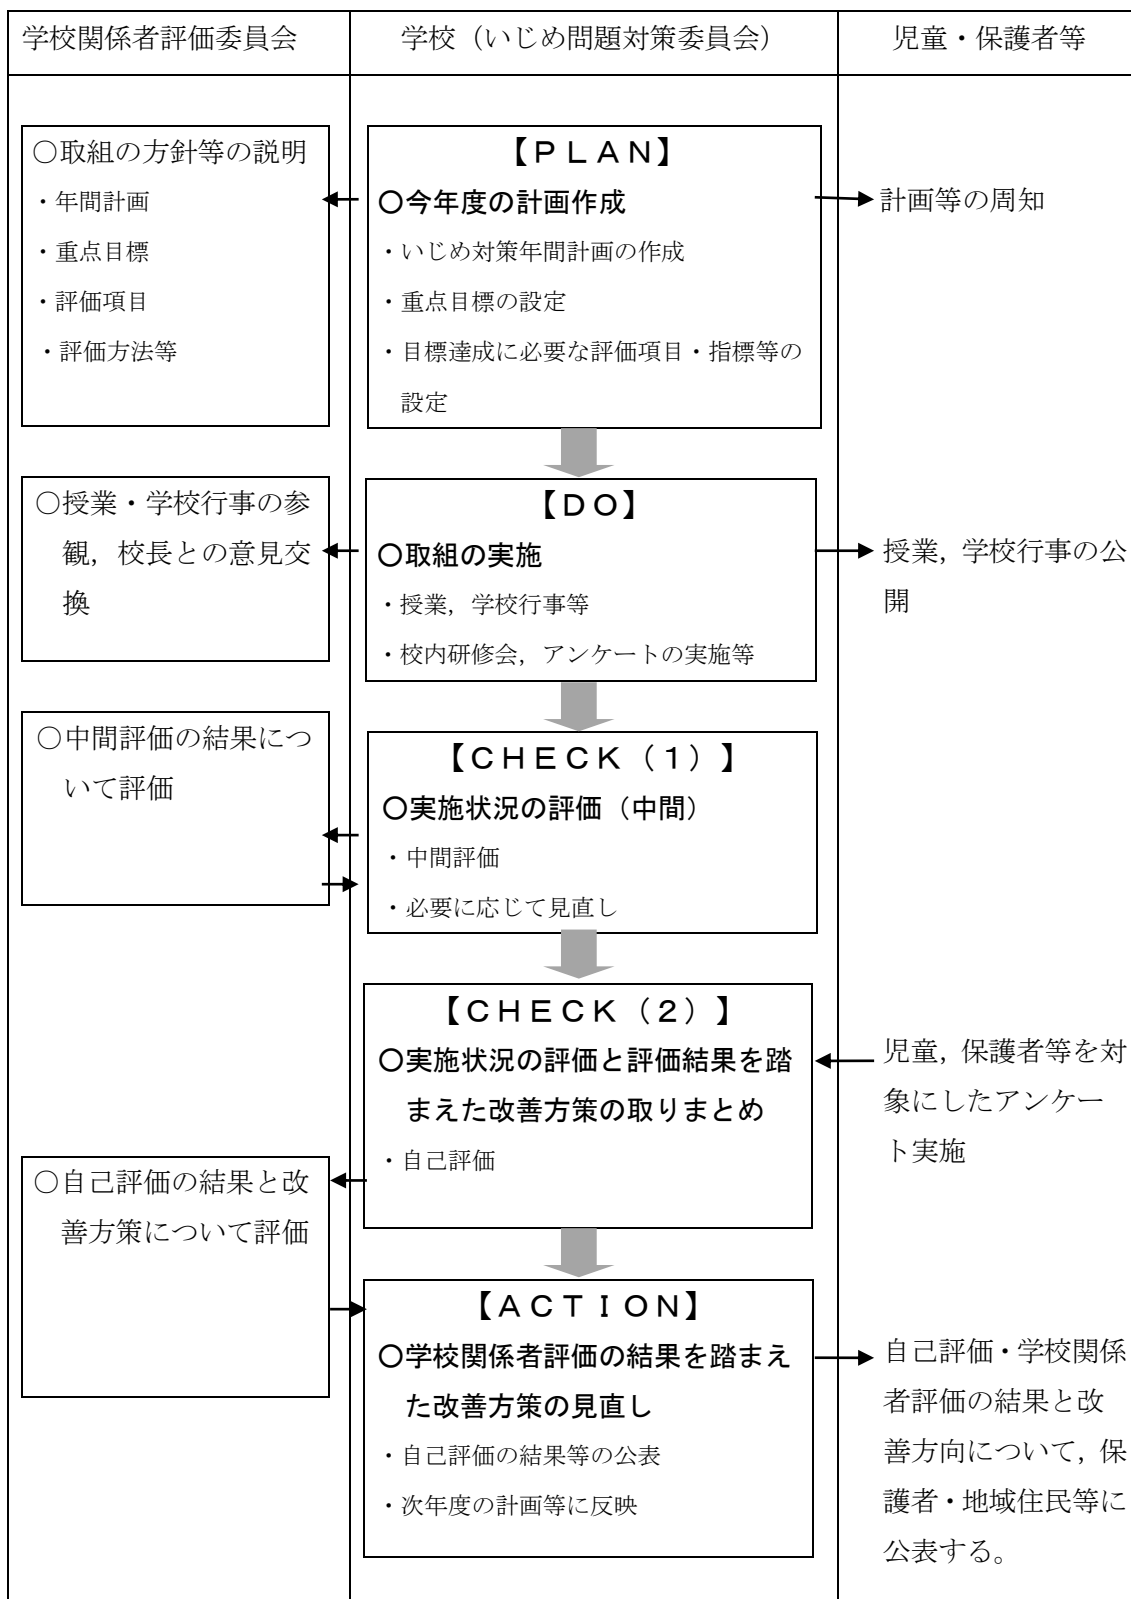 学校関係者評価委員会
学校（いじめ問題対策委員会）
児童・保護者等
○取組の方針等の説明
・年間計画
・重点目標
・評価項目
・評価方法等
【ＰＬＡＮ】
○今年度の計画作成
・いじめ対策年間計画の作成
・重点目標の設定
・目標達成に必要な評価項目・指標等の
設定
計画等の周知
○授業・学校行事の参
観，校長との意見交
換
【ＤＯ】
○取組の実施
・授業，学校行事等
・校内研修会，アンケートの実施等
授業，学校行事の公
開
○中間評価の結果につ
いて評価
【ＣＨＥＣＫ（１）】
○実施状況の評価（中間）
・中間評価
・必要に応じて見直し
【ＣＨＥＣＫ（２）】
○実施状況の評価と評価結果を踏
まえた改善方策の取りまとめ
・自己評価
児童，保護者等を対
象にしたアンケー
ト実施
○自己評価の結果と改
善方策について評価
【ＡＣＴＩＯＮ】
○学校関係者評価の結果を踏まえ
た改善方策の見直し
・自己評価の結果等の公表
・次年度の計画等に反映
自己評価・学校関係
者評価の結果と改
善方向について，保
護者・地域住民等に
公表する。